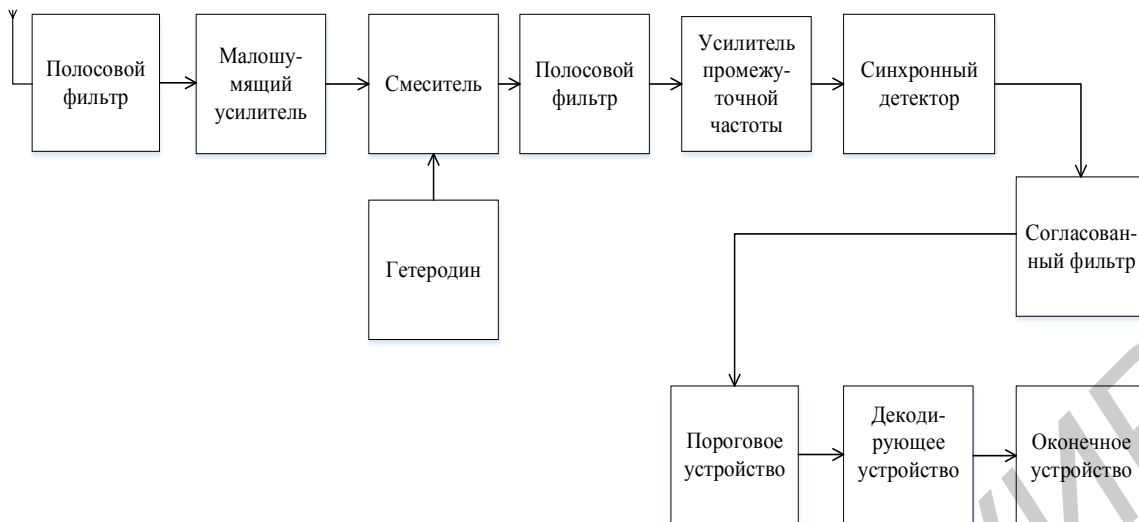 Полосовой
фильтр
Малошу-
мящий
усилитель
Смеситель
Полосовой
фильтр
Усилитель
промежу-
точной
частоты
Синхронный
детектор
Гетеродин
Согласован-
ный фильтр
Пороговое
устройство
Декоди-
рующее
устройство
Оконечное
устройство